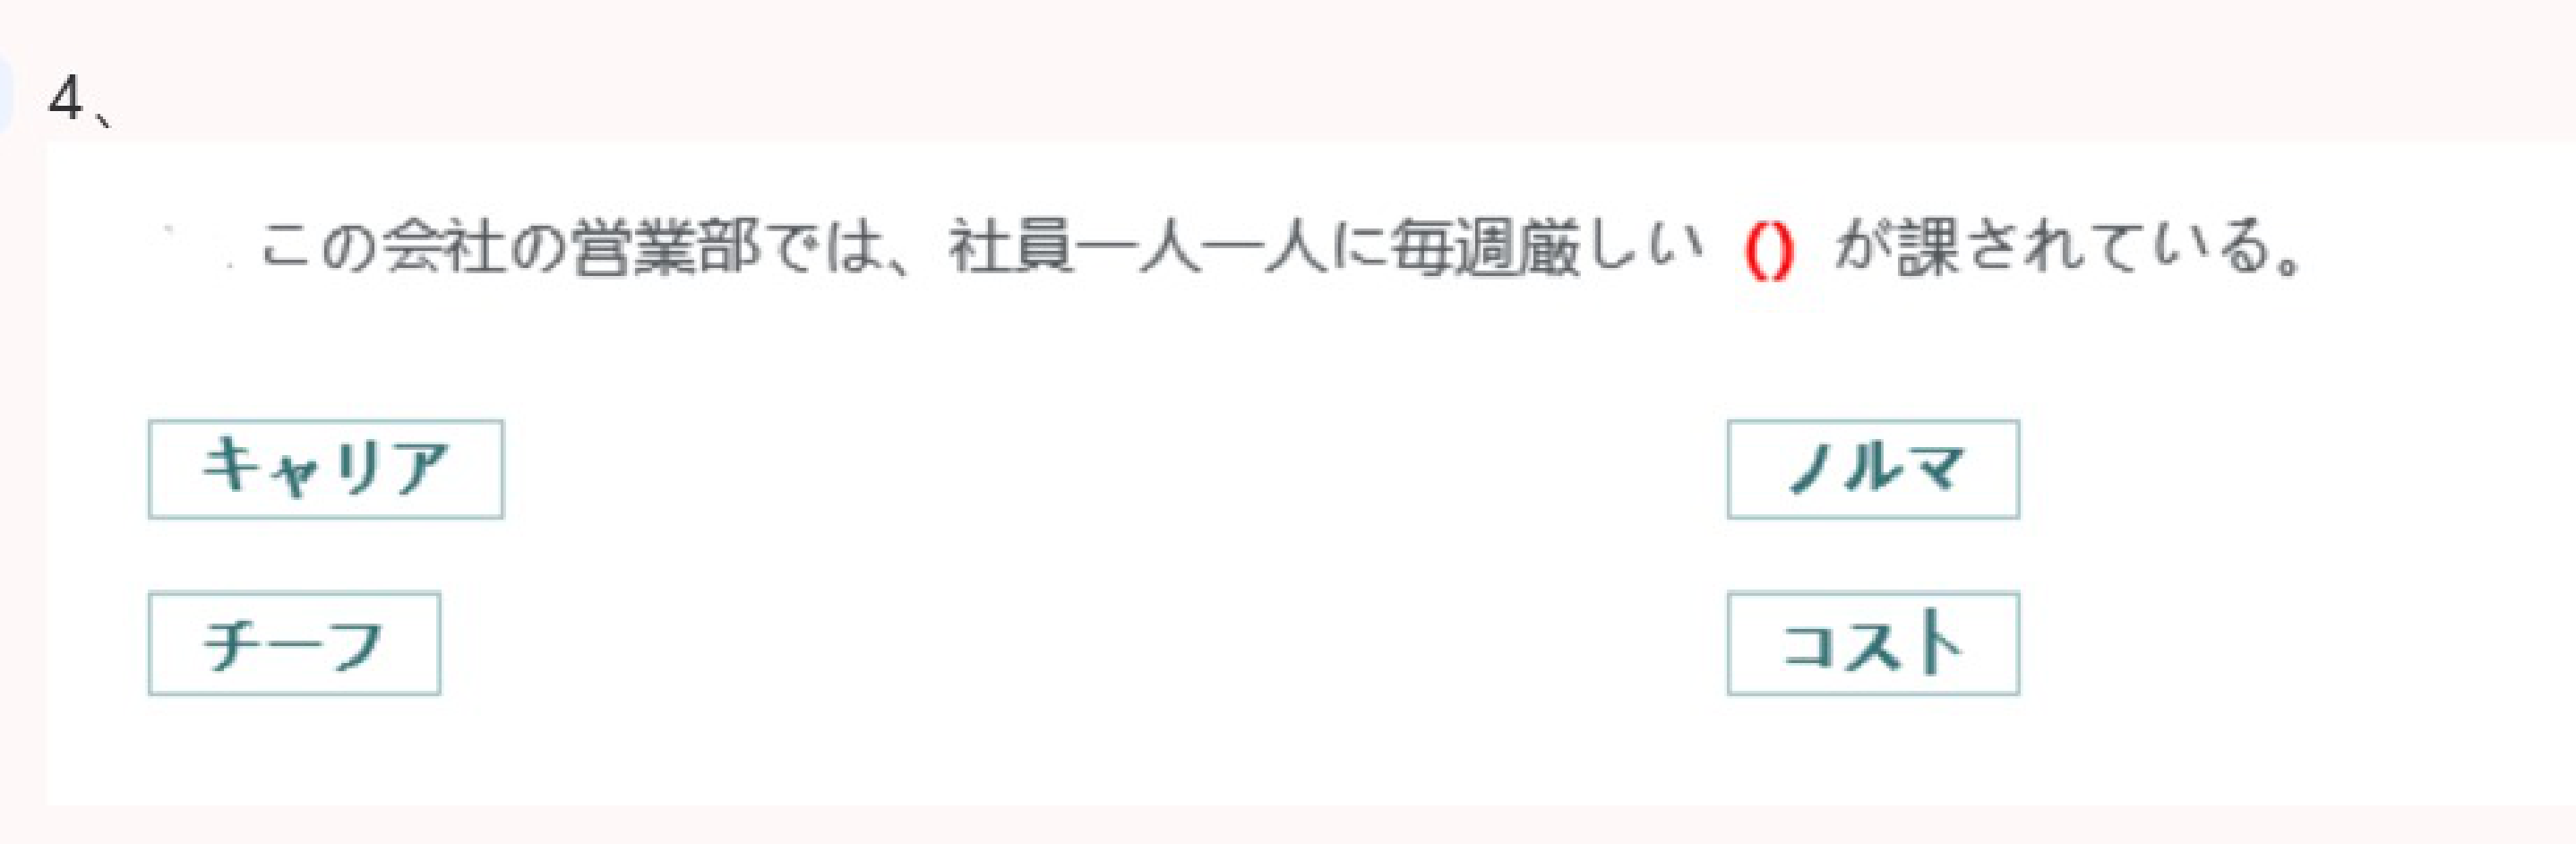 4、
この会社の営業部では、社員一人一人に毎週厳しい () が課されている。
キャリア
ノルマ
チーフ
コスト